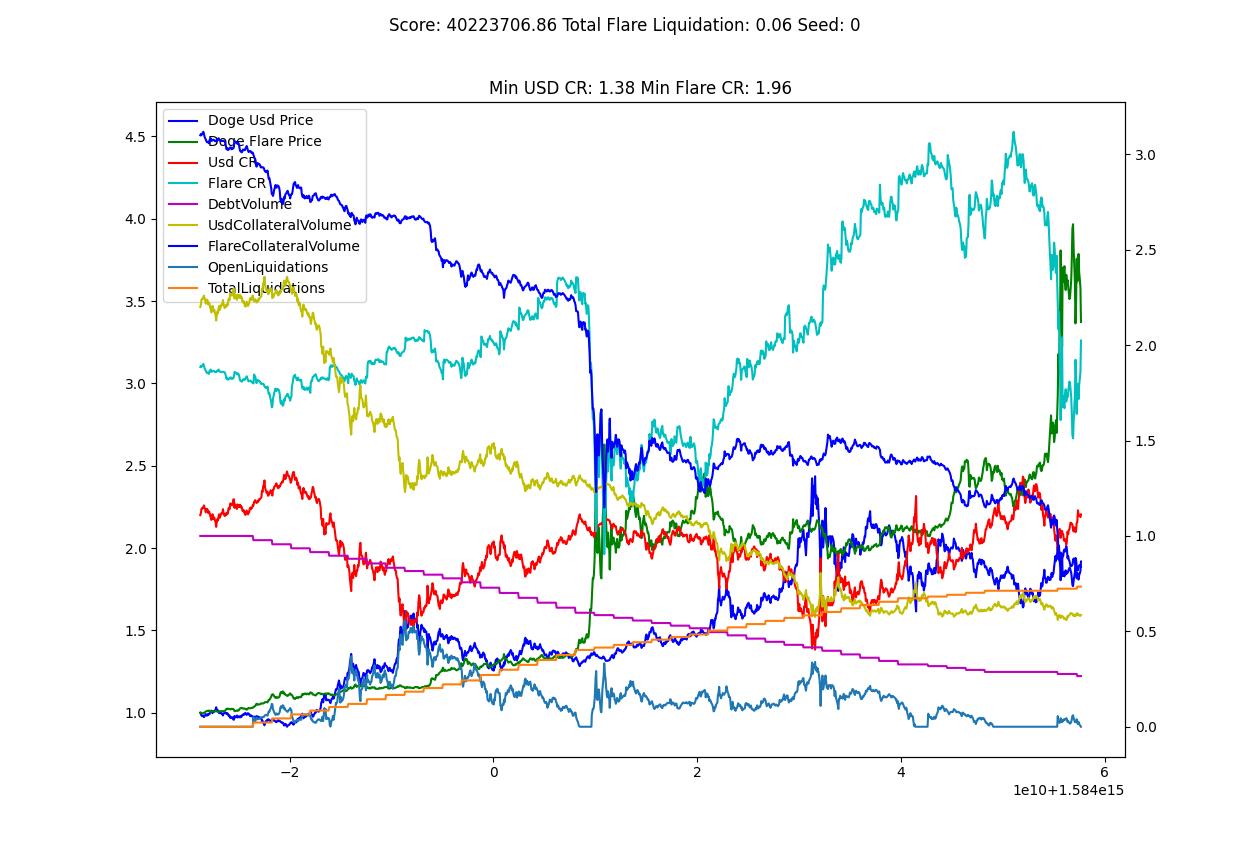 Score: 40223706.86 Total Flare Liquidation: 0.06 Seed: 0
Min USD CR: 1.38 Min Flare CR: 1.96
Doge Usd Price
Doge Flare Price
Usd CR
Flare CR
DebtVolume
UsdCollateralVolume
FlareCollateralVolume
OpenLiquidations
TotalLiquidations
4.5
4.0
3.5
3.0
2.5
2.0
1.5
1.0
3.0
2.5
2.0
1.5
1.0
0.5
0.0
−2
0
2
4
6
1e10+1.584e15